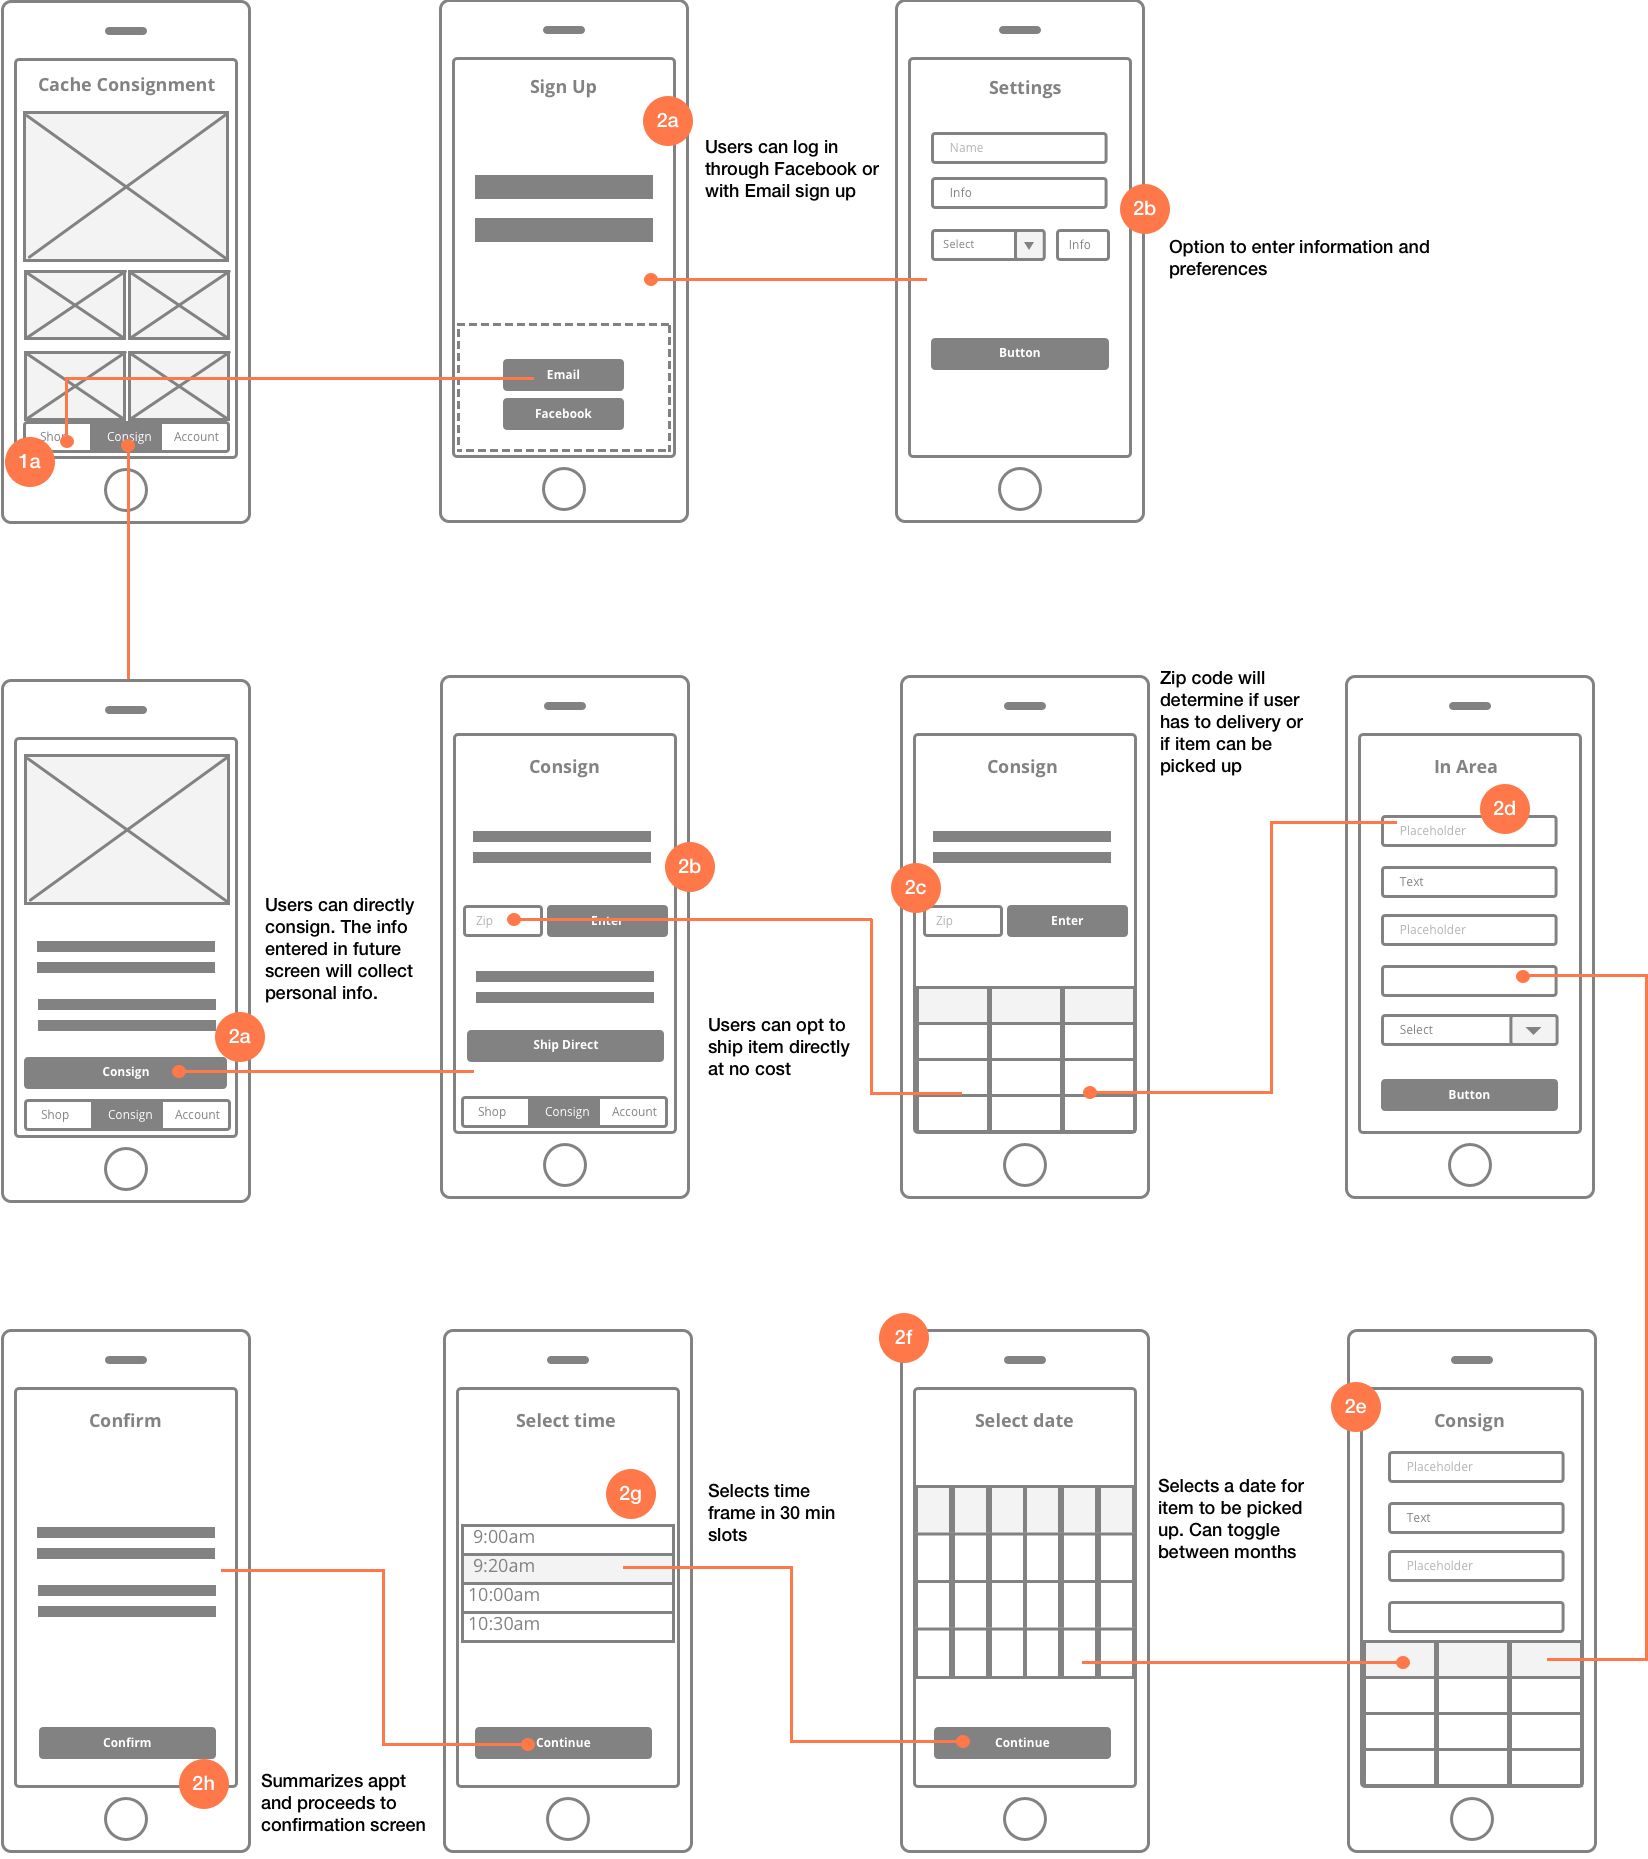 Cache Consignment
Shop
Consign
Account
1a
Sign Up
2a
Users can log in
through Facebook or
with Email sign up
Email
Facebook
Settings
Name
Info
Select
Info
Button
2b
Option to enter information and
preferences
Users can directly
consign. The info
entered in future
screen will collect
personal info.
2a
Consign
Shop
Consign
Account
Consign
2b
Zip
Enter
Ship Direct
Shop
Consign
Account
Users can opt to
ship item directly
at no cost
Consign
2c
Zip
Enter
Zip code will
determine if user
has to delivery or
if item can be
picked up
In Area
2d
Placeholder
Text
Placeholder
Select
Button
Confirm
Confirm
2h
Summarizes appt
and proceeds to
confirmation screen
Select time
2g
9:00am
9:20am
10:00am
10:30am
Continue
Selects time
frame in 30 min
slots
2f
Select date
Continue
Selects a date for
item to be picked
up. Can toggle
between months
2e
Consign
Placeholder
Text
Placeholder